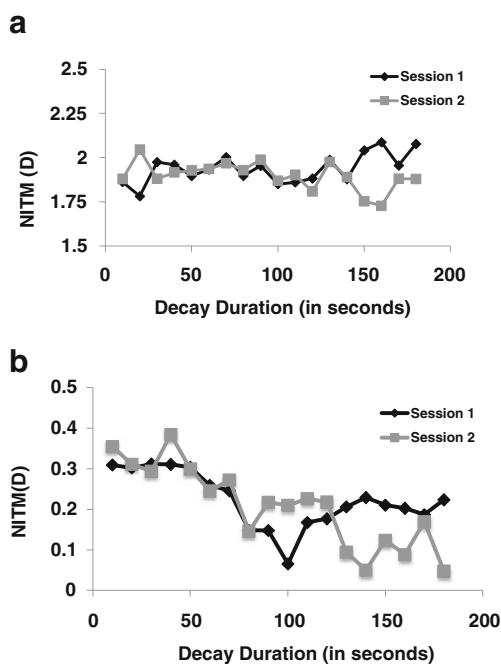 a
2.5
Session 1
Session 2
2.25
2
1.75
1.5
NITM (D)
0 50 100 150 200
Decay Duration (in seconds)
b
0.5
Session 1
Session 2
0.4
0.3
0.2
0.1
0
NITM(D)
0 50 100 150 200
Decay Duration (in seconds)